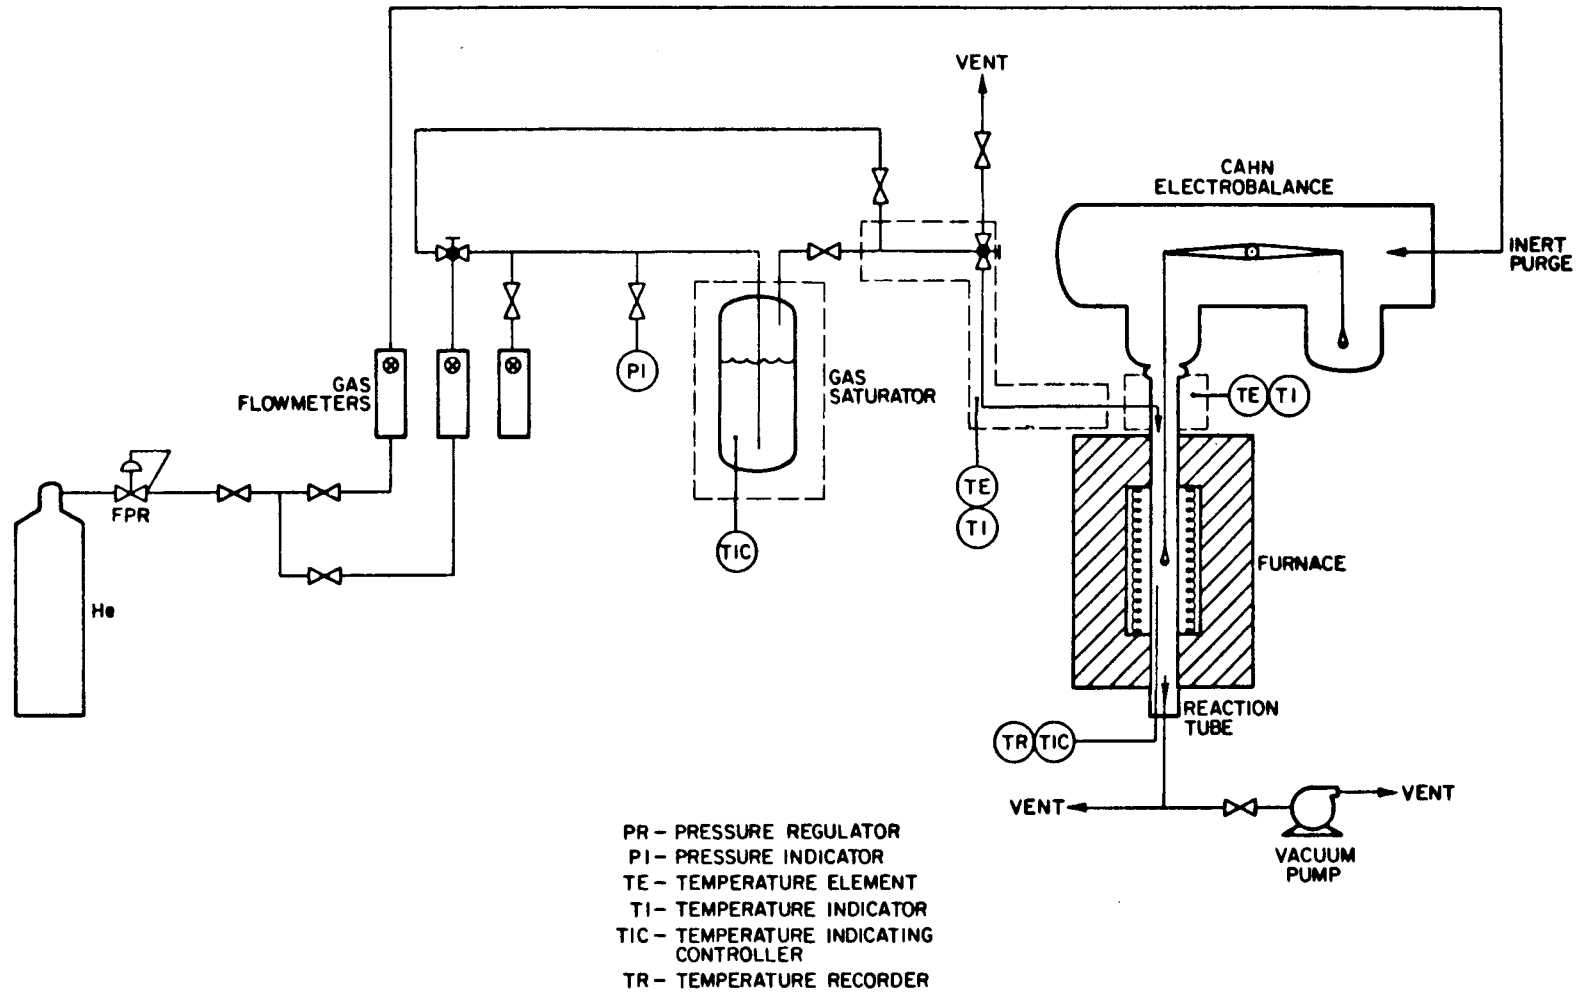 VENT
CAHN
ELECTROBALANCE
INERT
PURGE
GAS
FLOWMETERS
PI
GAS
SATURATOR
TE TI
FPR
TE
TI
TIC
FURNACE
He
REACTION
TUBE
TR TIC
VENT
VENT
VACUUM
PUMP
PR – PRESSURE REGULATOR
PI – PRESSURE INDICATOR
TE – TEMPERATURE ELEMENT
TI – TEMPERATURE INDICATOR
TIC – TEMPERATURE INDICATING
CONTROLLER
TR – TEMPERATURE RECORDER